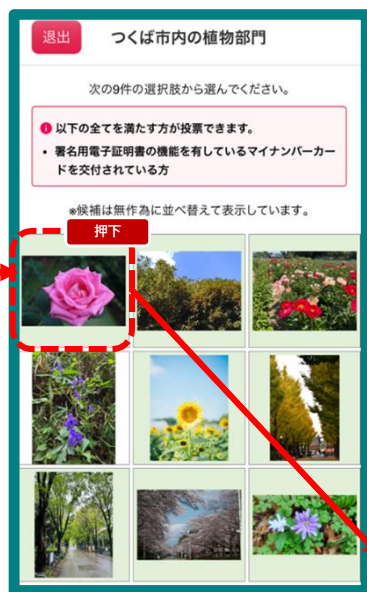 退出
つくば市内の植物部門
次の9件の選択肢から選んでください。
以下の全てを満たす方が投票できます。
・ 署名用電子証明書の機能を有しているマイナンバーカー
ドを交付されている方
※候補は無作為に並べ替えて表示しています。
押下